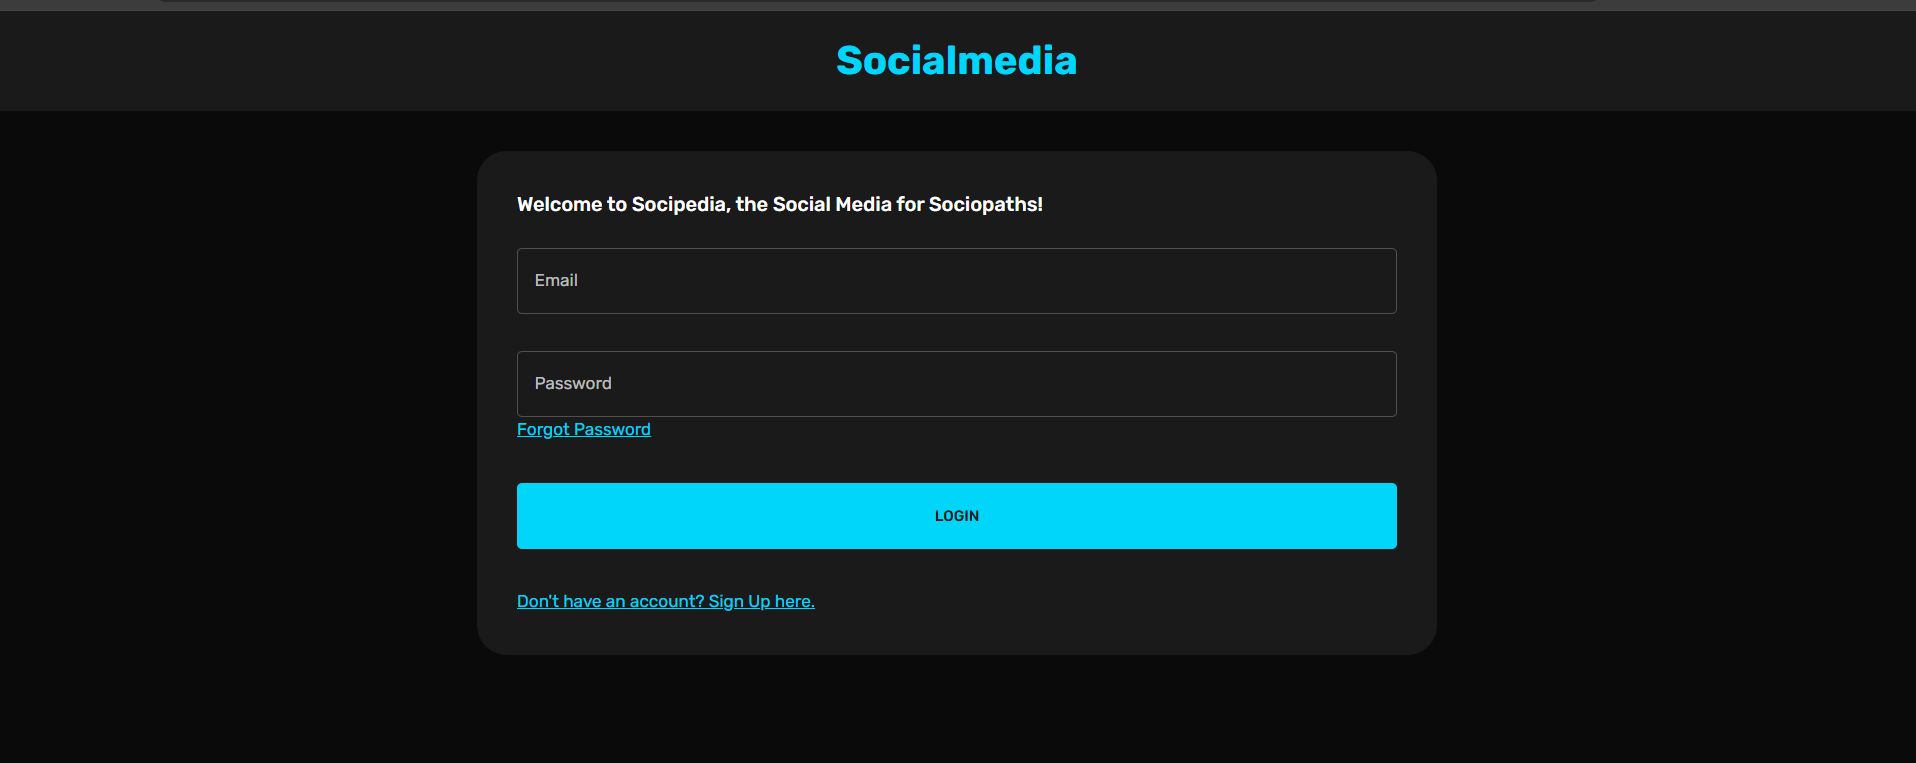 Socialmedia
Welcome to Socipedia, the Social Media for Sociopaths!
Email
Password
Forgot Password
LOGIN
Don't have an account? Sign Up here.